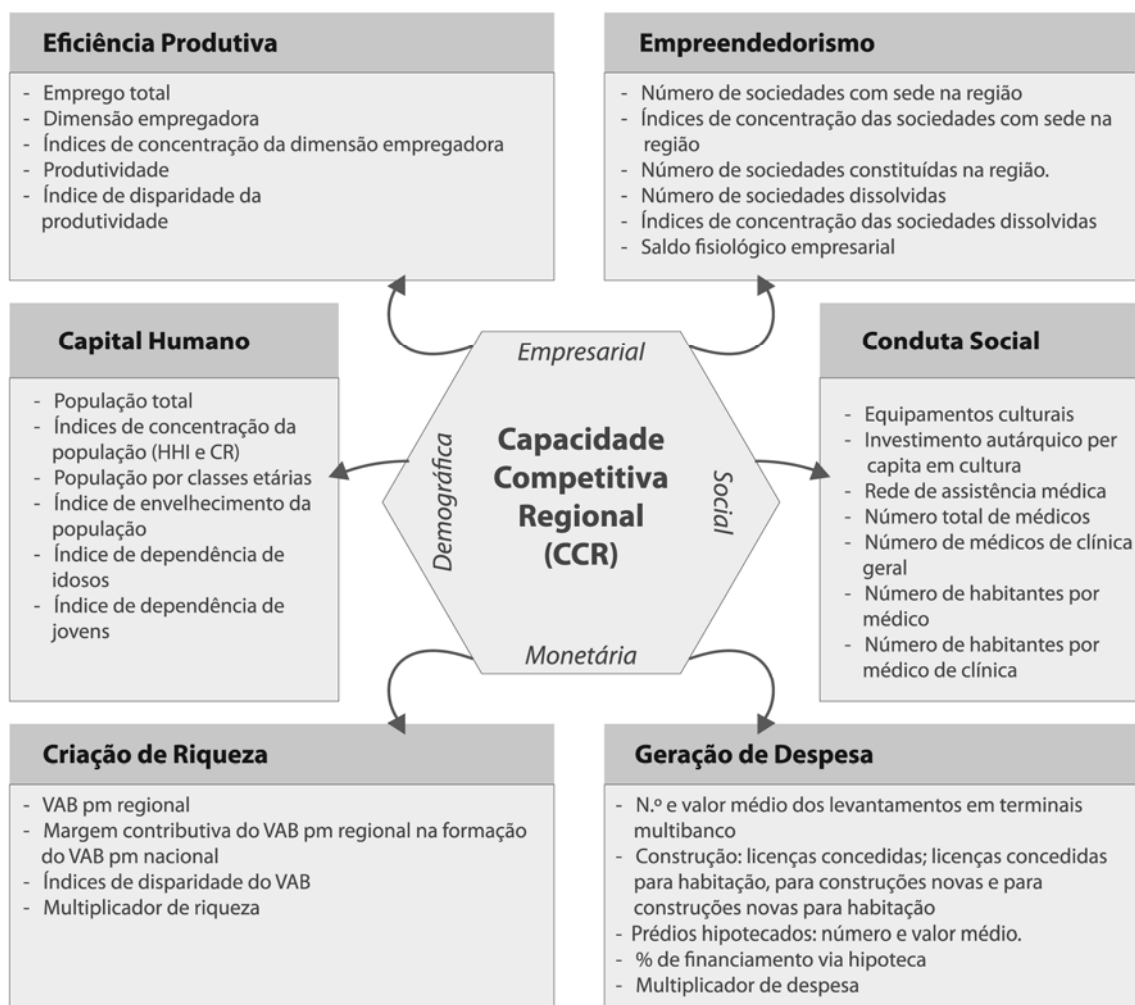 Eficiência Produtiva
- Emprego total
- Dimensão empregadora
- Índices de concentração da dimensão empregadora
- Produtividade
- Índice de disparidade da
produtividade
Empreendedorismo
- Número de sociedades com sede na região
- Índices de concentração das sociedades com sede na
região
- Número de sociedades constituídas na região.
- Número de sociedades dissolvidas
- Índices de concentração das sociedades dissolvidas
- Saldo fisiológico empresarial
Capital Humano
- População total
- Índices de concentração da
população (HHI e CR)
- População por classes etárias
- Índice de envelhecimento da
população
- Índice de dependência de
idosos
- Índice de dependência de
jovens
Empresarial
Demográfica
Capacidade
Competitiva
Regional
(CCR)
Social
Monetária
Conduta Social
- Equipamentos culturais
- Investimento autárquico per
capita em cultura
- Rede de assistência médica
- Número total de médicos
- Número de médicos de clínica
geral
- Número de habitantes por
médico
- Número de habitantes por
médico de clínica
Criação de Riqueza
- VAB pm regional
- Margem contributiva do VAB pm regional na formação
do VAB pm nacional
- Índices de disparidade do VAB
- Multiplicador de riqueza
Geração de Despesa
- N.º e valor médio dos levantamentos em terminais
multibanco
- Construção: licenças concedidas; licenças concedidas
para habitação, para construções novas e para
construções novas para habitação
- Prédios hipotecados: número e valor médio.
- % de financiamento via hipoteca
- Multiplicador de despesa